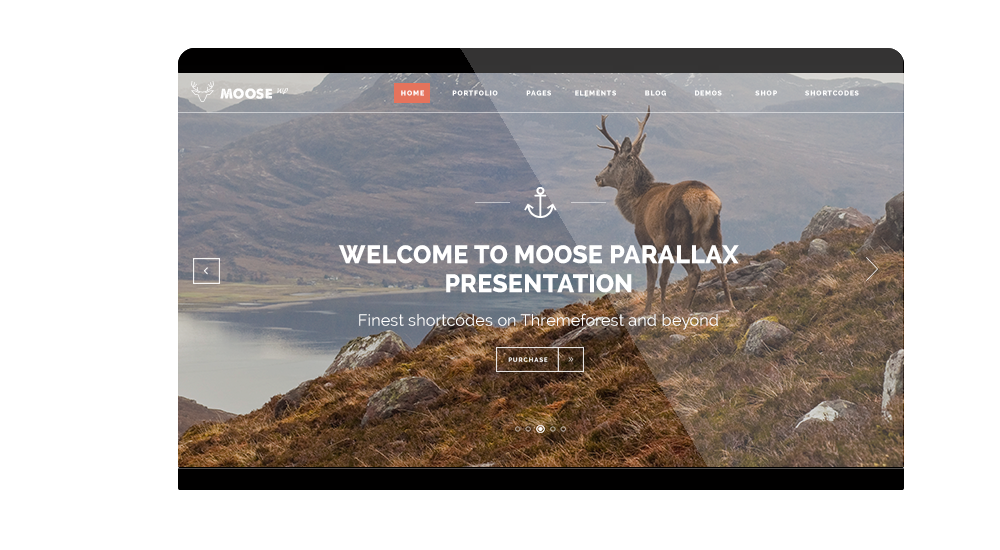 MOOSE WP
HOME PORTFOLIO PAGES ELEMENTS BLOG DEMOS SHOP SHORTCODES
WELCOME TO MOOSE PARALLAX
PRESENTATION
Finest shortcodes on Thremeforest and beyond
PURCHASE »